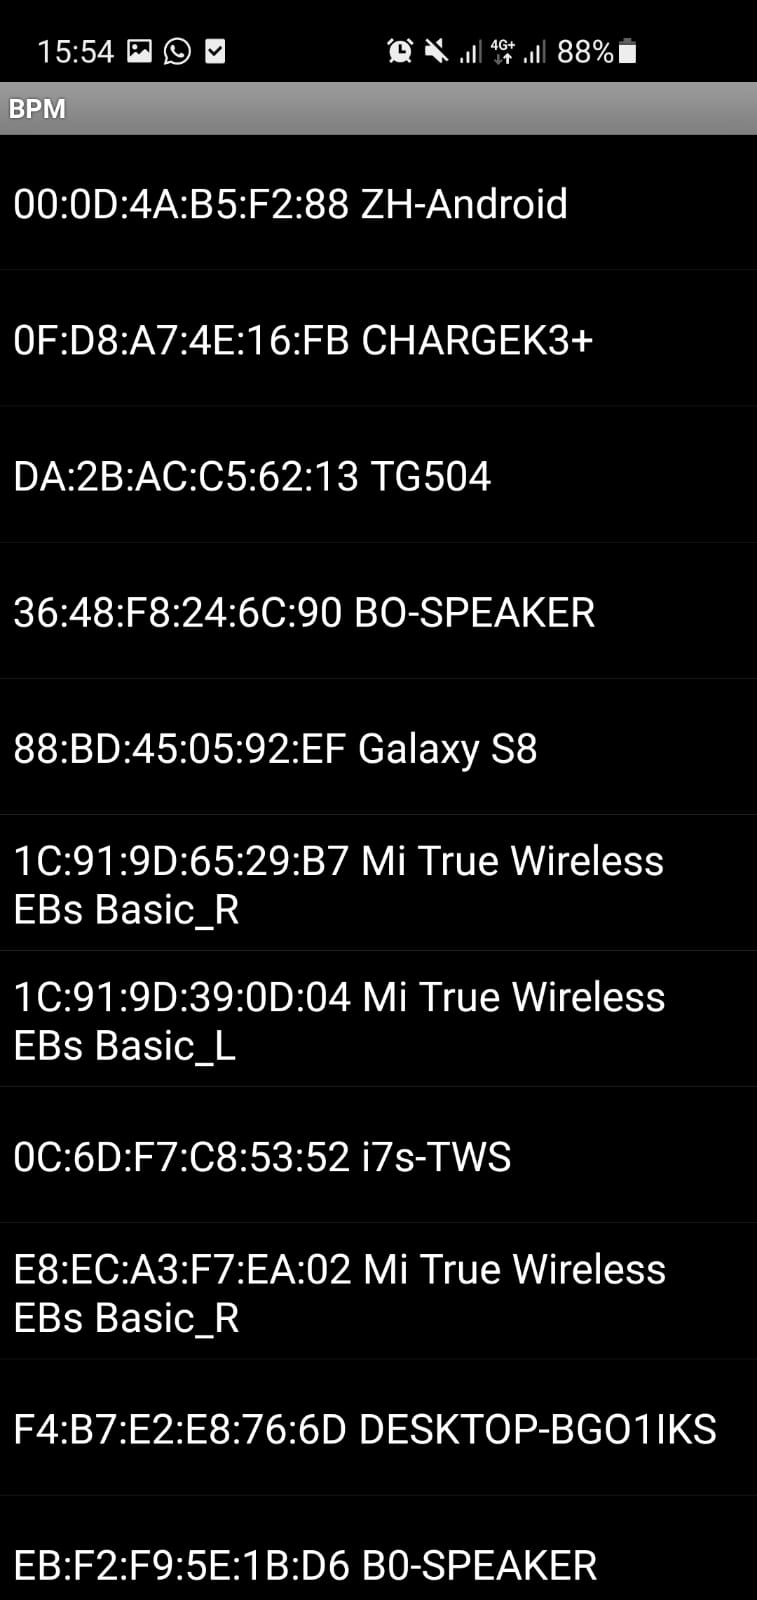 15:54 4G+ 88%
BPM
00:0D:4A:B5:F2:88 ZH-Android
0F:D8:A7:4E:16:FB CHARGEK3+
DA:2B:AC:C5:62:13 TG504
36:48:F8:24:6C:90 BO-SPEAKER
88:BD:45:05:92:EF Galaxy S8
1C:91:9D:65:29:B7 Mi True Wireless
EBs Basic_R
1C:91:9D:39:0D:04 Mi True Wireless
EBs Basic_L
0C:6D:F7:C8:53:52 i7s-TWS
E8:EC:A3:F7:EA:02 Mi True Wireless
EBs Basic_R
F4:B7:E2:E8:76:6D DESKTOP-BGO1IKS
EB:F2:F9:5E:1B:D6 B0-SPEAKER